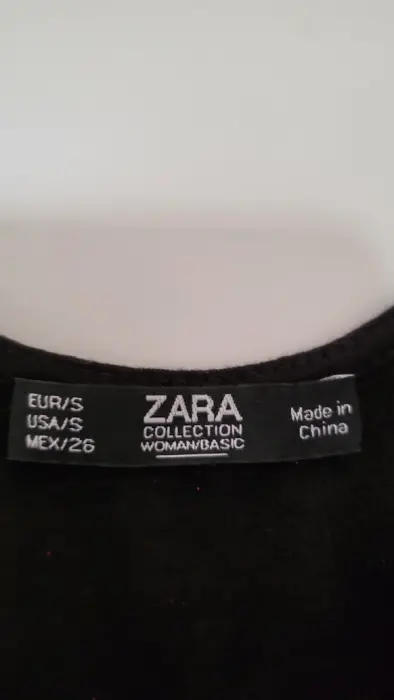 EUR/S
USA/S
MEX/26
ZARA
COLLECTION
WOMAN/BASIC
Made in
China